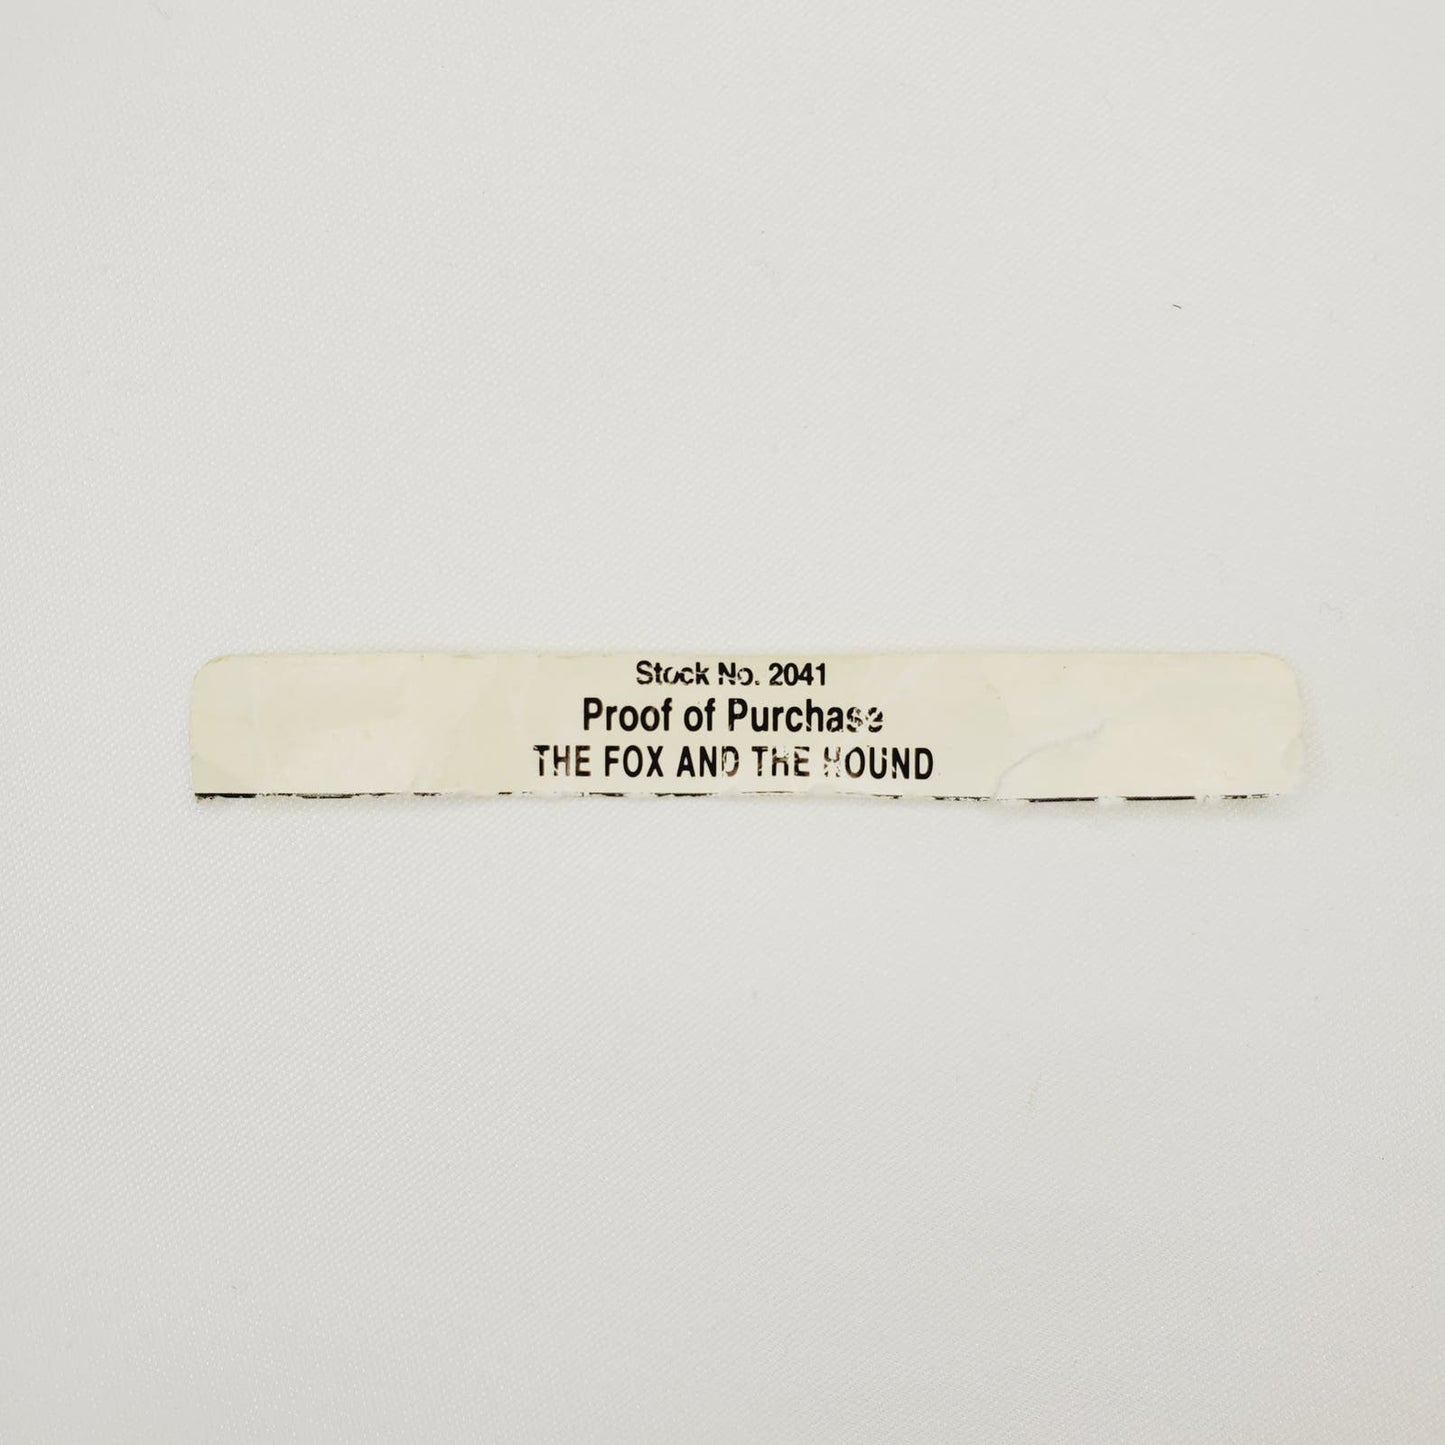 Stock No. 2041
Proof of Purchase
THE FOX AND THE HOUND